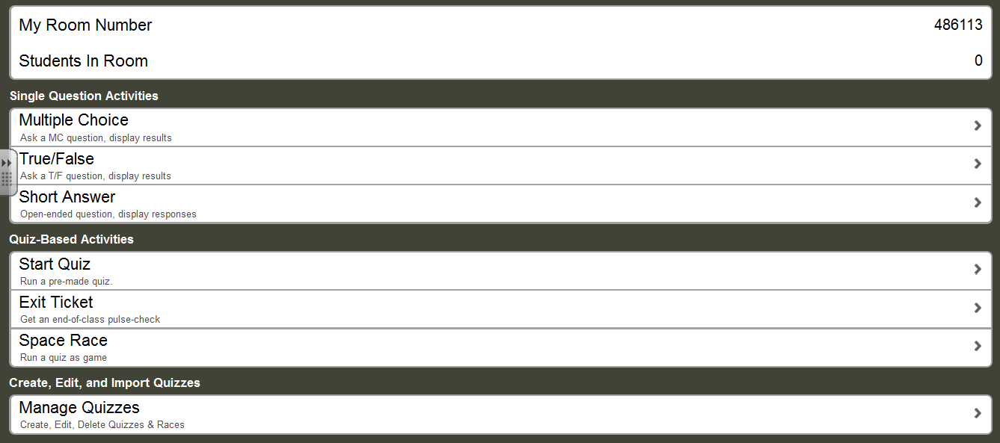 My Room Number 486113
Students In Room 0
Single Question Activities
Multiple Choice
Ask a MC question, display results
True/False
Ask a T/F question, display results
Short Answer
Open-ended question, display responses
Quiz-Based Activities
Start Quiz
Run a pre-made quiz.
Exit Ticket
Get an end-of-class pulse-check
Space Race
Run a quiz as game
Create, Edit, and Import Quizzes
Manage Quizzes
Create, Edit, Delete Quizzes & Races